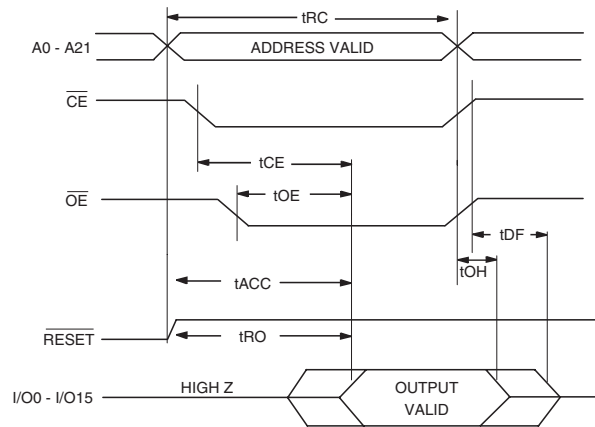 tRC
A0 - A21
ADDRESS VALID
CE
tCE
tOE
OE
tDF
tOH
tACC
RESET
tRO
I/O0 - I/O15
HIGH Z
OUTPUT
VALID